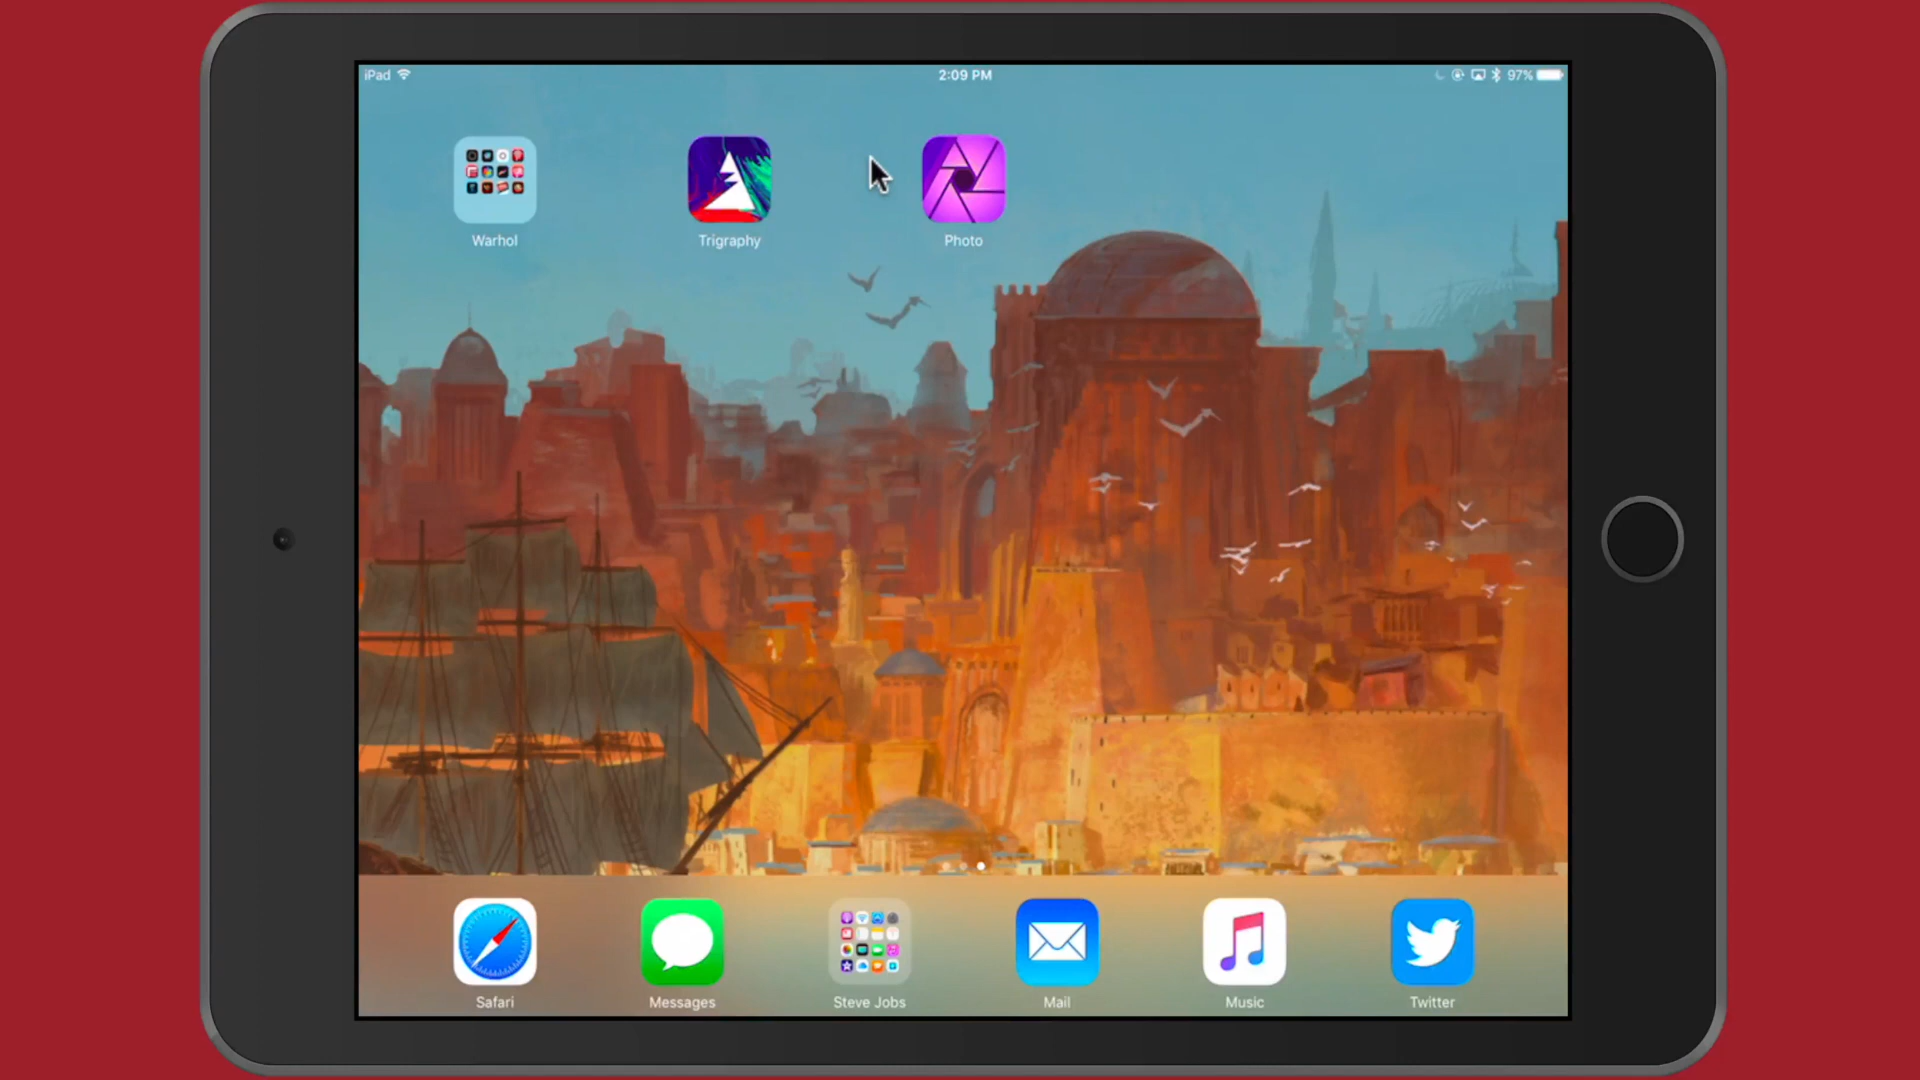 iPad 2:09 PM 97%
Warhol Trigraphy Photo
Safari Messages Steve Jobs Mail Music Twitter